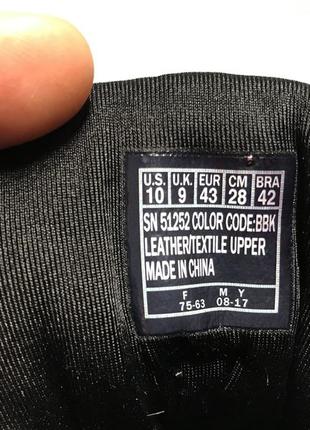 U.S. U.K. EUR CM BRA
10 9 43 28 42
SN 51252 COLOR CODE:BBK
LEATHER/TEXTILE UPPER
MADE IN CHINA
F M Y
75-63 08-17